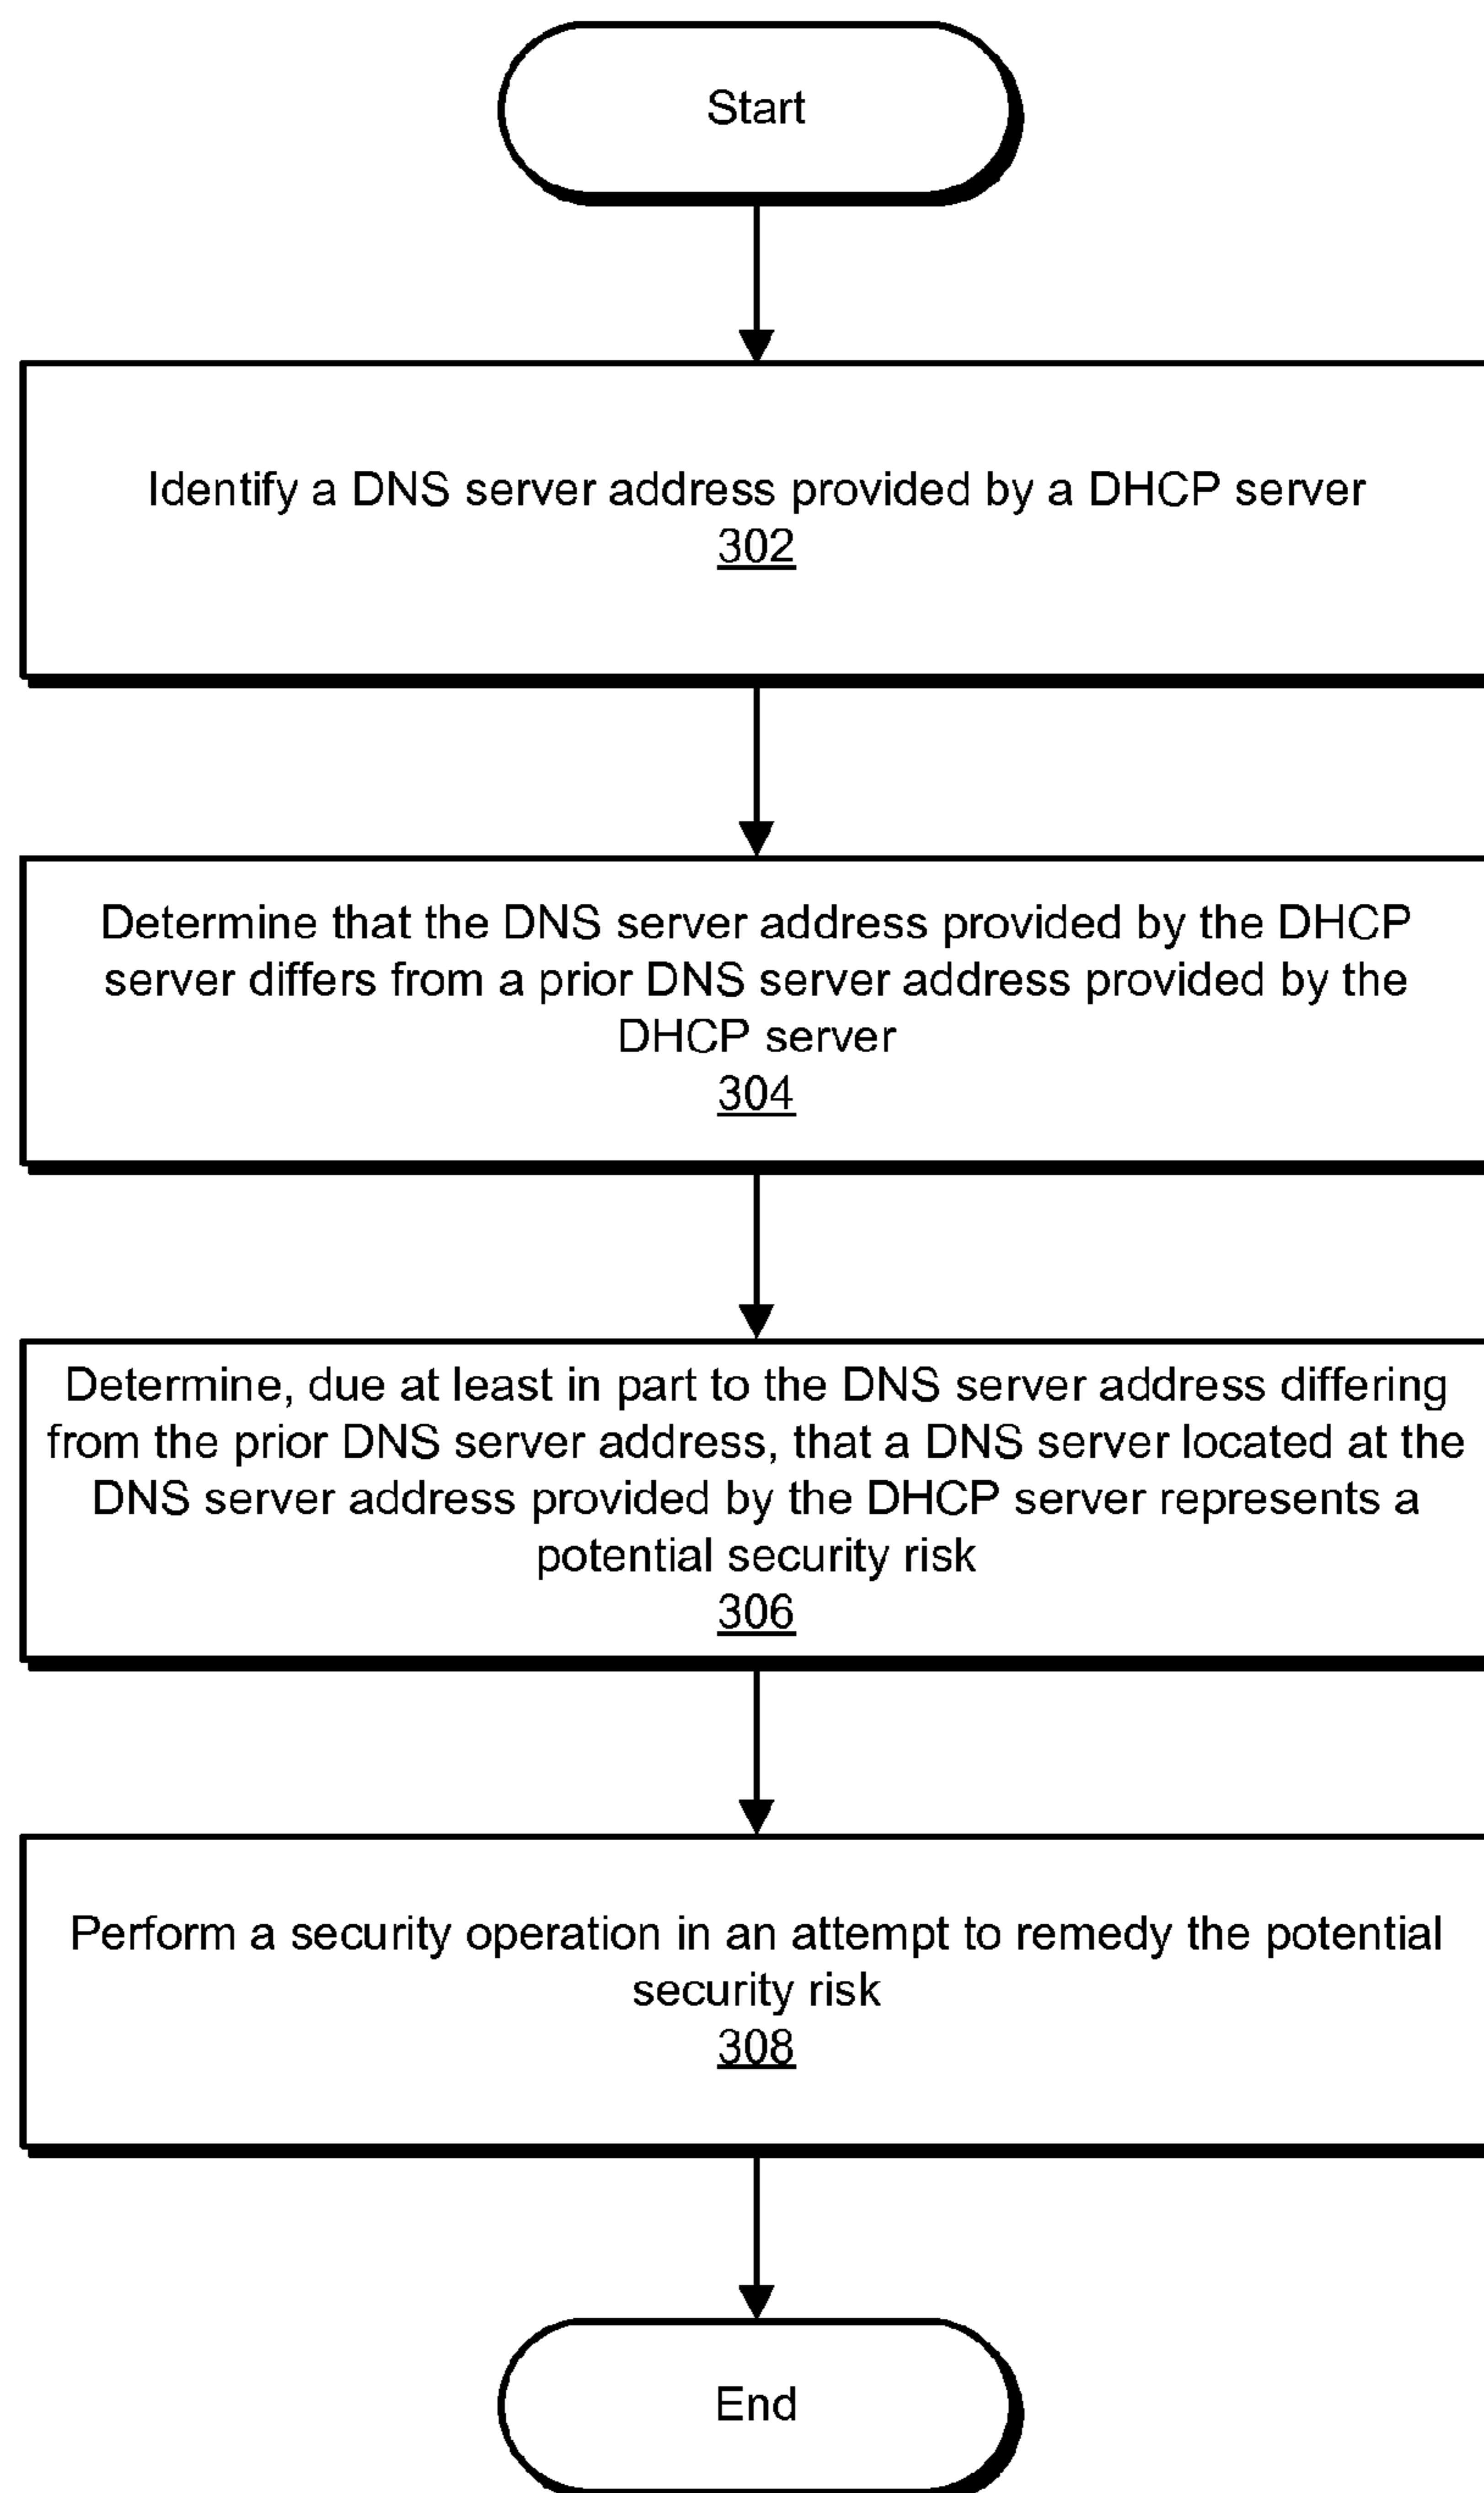 Start
Identify a DNS server address provided by a DHCP server
302
Determine that the DNS server address provided by the DHCP
server differs from a prior DNS server address provided by the
DHCP server
304
Determine, due at least in part to the DNS server address differing
from the prior DNS server address, that a DNS server located at the
DNS server address provided by the DHCP server represents a
potential security risk
306
Perform a security operation in an attempt to remedy the potential
security risk
308
End